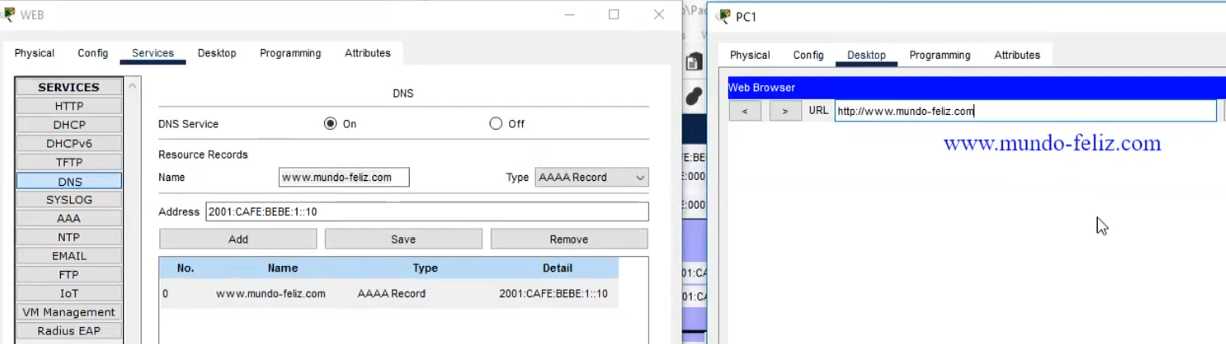 WEB
Physical Config Services Desktop Programming Attributes
SERVICES
HTTP
DHCP
DHCPv6
TFTP
DNS
SYSLOG
AAA
NTP
EMAIL
FTP
IoT
VM Management
Radius EAP
DNS
DNS Service On Off
Resource Records
Name www.mundo-feliz.com Type AAAA Record
Address 2001:CAFE:BEBE:1::10
Add Save Remove
No. Name Type Detail
0 www.mundo-feliz.com AAAA Record 2001:CAFE:BEBE:1::10
PC1
Physical Config Desktop Programming Attributes
Web Browser
< > URL http://www.mundo-feliz.com
www.mundo-feliz.com